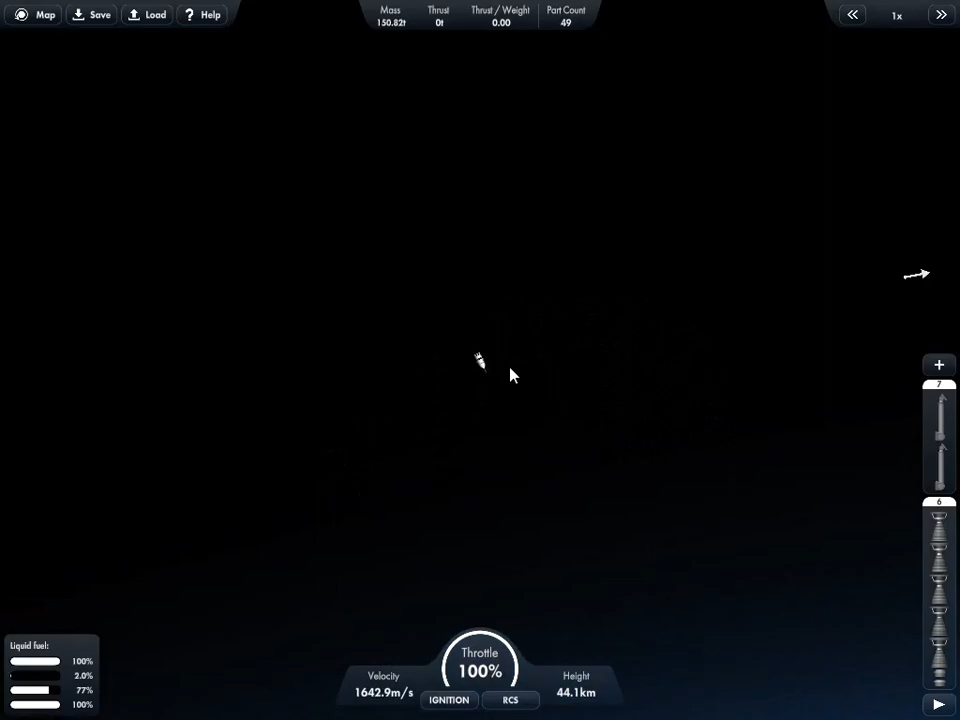 Map
Save
Load
? Help
Mass
150.82t
Thrust
0t
Thrust / Weight
0.00
Part Count
49
1x
7
6
Liquid fuel:
100%
2.0%
77%
100%
Throttle
100%
Velocity
1642.9m/s
Height
44.1km
IGNITION
RCS